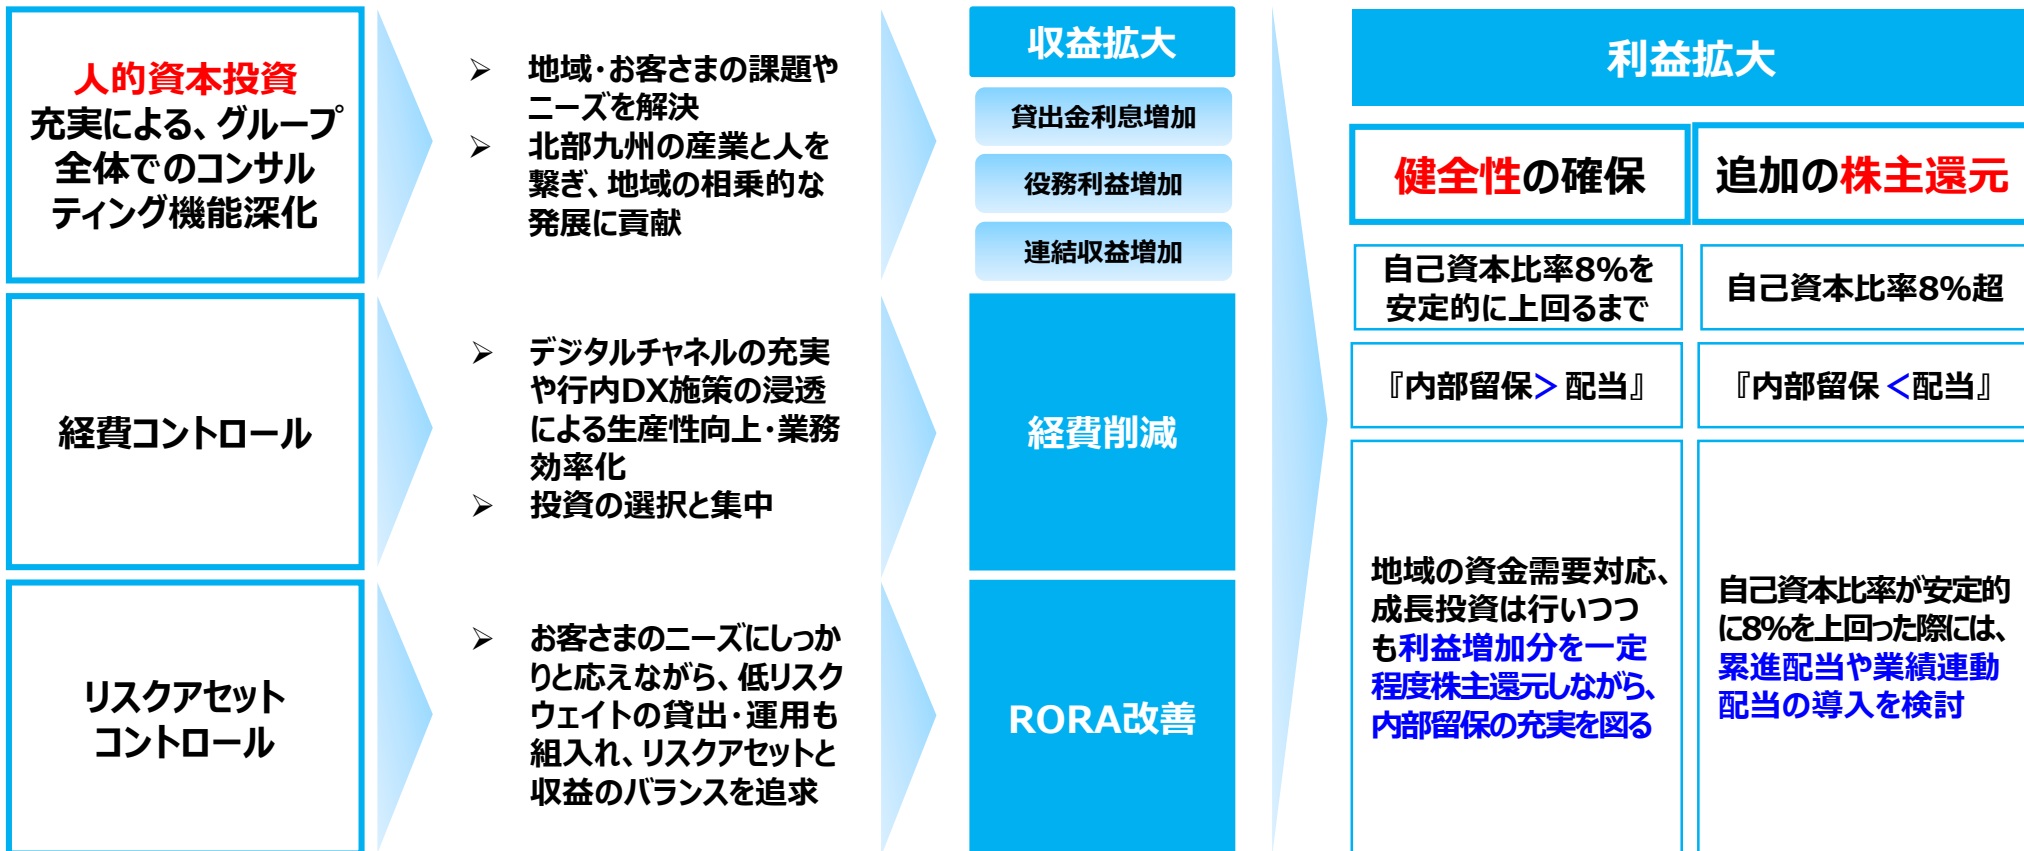 人的資本投資
充実による、グループ
全体でのコンサル
ティング機能深化
➢ 地域・お客さまの課題や
ニーズを解決
➢ 北部九州の産業と人を
繋ぎ、地域の相乗的な
発展に貢献
収益拡大
貸出金利息増加
役務利益増加
連結収益増加
経費コントロール
➢ デジタルチャネルの充実
や行内DX施策の浸透
による生産性向上・業務
効率化
➢ 投資の選択と集中
経費削減
リスクアセット
コントロール
➢ お客さまのニーズにしっか
りと応えながら、低リスク
ウェイトの貸出・運用も
組入れ、リスクアセットと
収益のバランスを追求
RORA改善
利益拡大
健全性の確保
自己資本比率8%を
安定的に上回るまで
『内部留保＞配当』
地域の資金需要対応、
成長投資は行いつつ
も利益増加分を一定
程度株主還元しながら、
内部留保の充実を図る
追加の株主還元
自己資本比率8%超
『内部留保＜配当』
自己資本比率が安定的
に8%を上回った際には、
累進配当や業績連動
配当の導入を検討